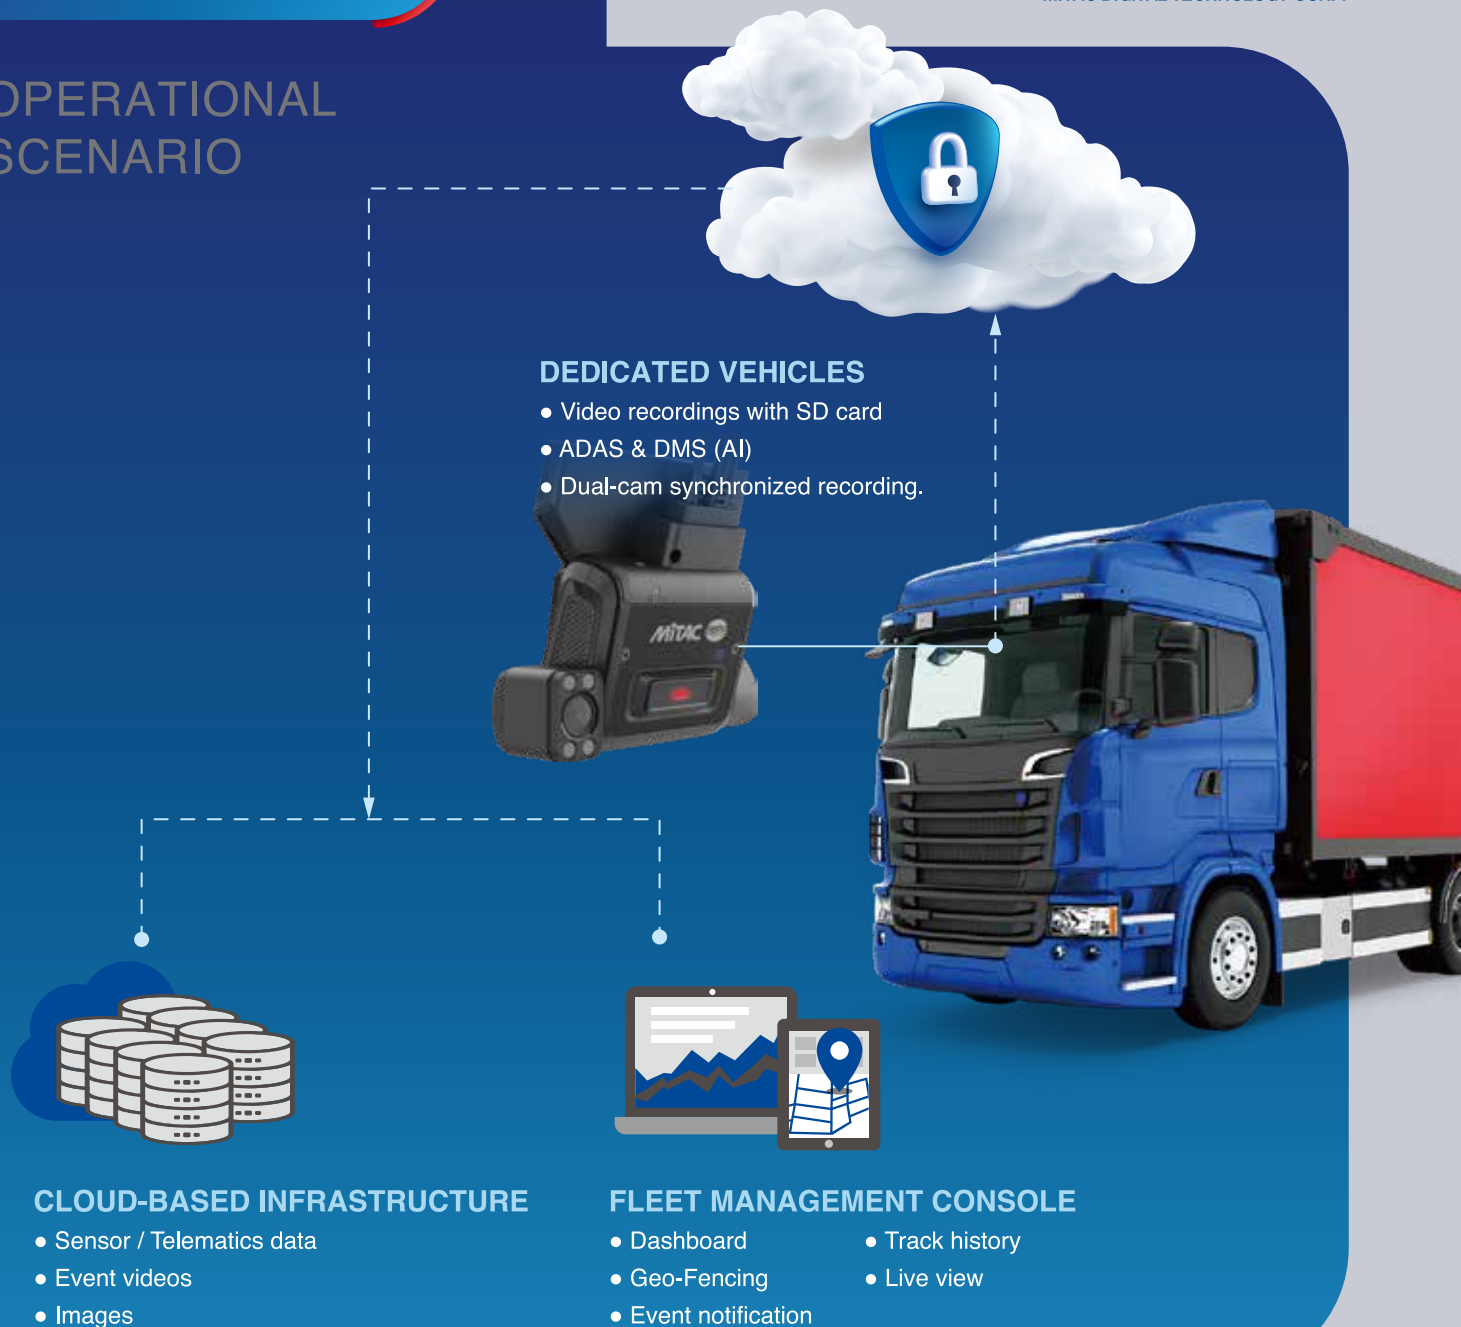 OPERATIONAL
SCENARIO
DEDICATED VEHICLES
● Video recordings with SD card
● ADAS & DMS (AI)
● Dual-cam synchronized recording.
MiTAC
CLOUD-BASED INFRASTRUCTURE
● Sensor / Telematics data
● Event videos
● Images
FLEET MANAGEMENT CONSOLE
● Dashboard
● Geo-Fencing
● Event notification
● Track history
● Live view